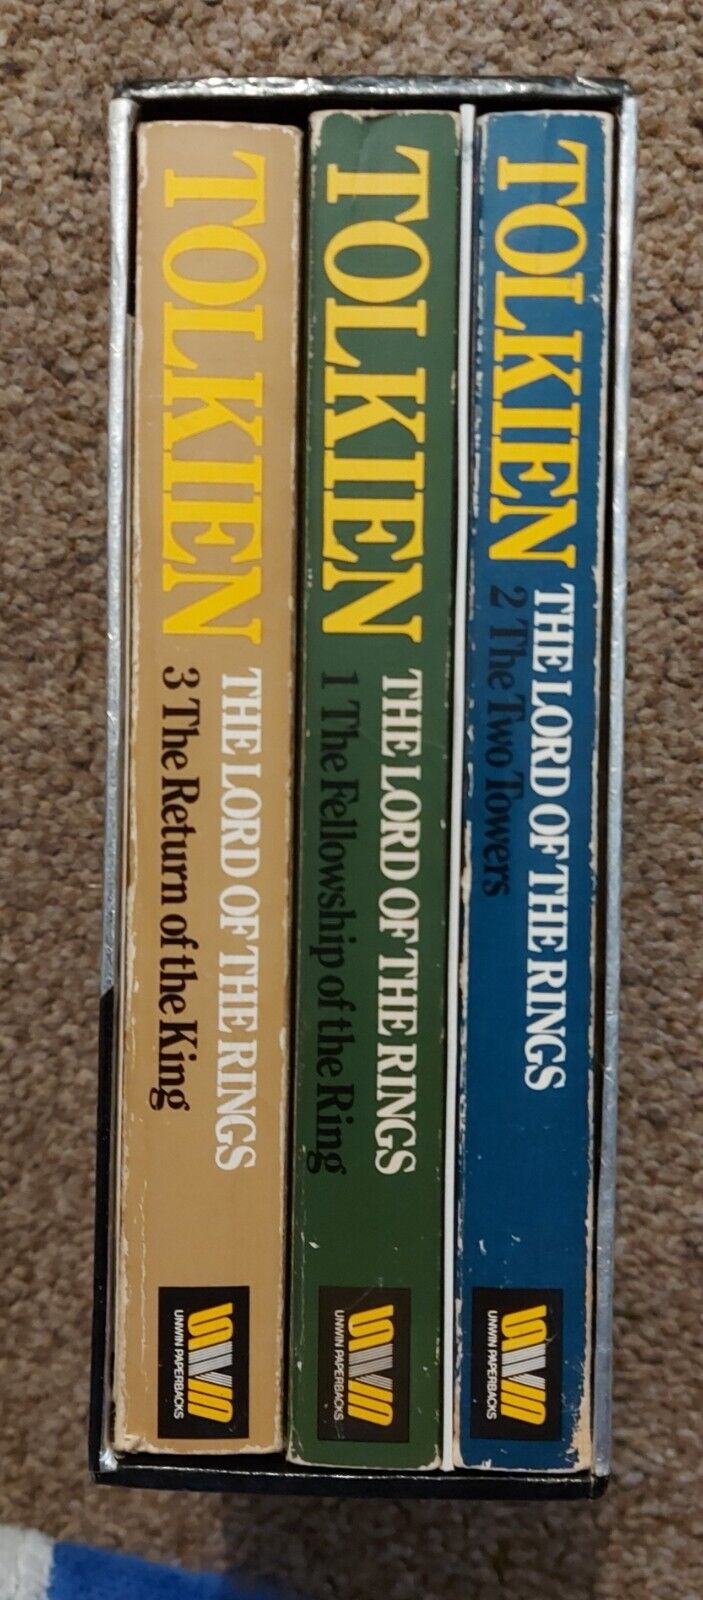 TOLKIEN
THE LORD OF THE RINGS
3 The Return of the King
UNWIN PAPERBACKS
TOLKIEN
THE LORD OF THE RINGS
1 The Fellowship of the Ring
UNWIN PAPERBACKS
TOLKIEN
THE LORD OF THE RINGS
2 The Two Towers
UNWIN PAPERBACKS